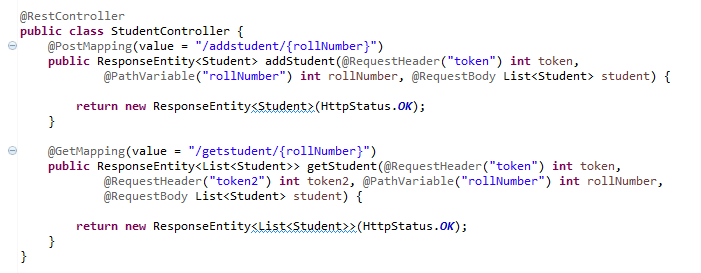 @RestController
public class StudentController {
@PostMapping(value = "/addstudent/{rollNumber}")
public ResponseEntity<Student> addStudent(@RequestHeader("token") int token,
@PathVariable("rollNumber") int rollNumber, @RequestBody List<Student> student) {
return new ResponseEntity<Student>(HttpStatus.OK);
}
@GetMapping(value = "/getstudent/{rollNumber}")
public ResponseEntity<List<Student>> getStudent(@RequestHeader("token") int token,
@RequestHeader("token2") int token2, @PathVariable("rollNumber") int rollNumber,
@RequestBody List<Student> student) {
return new ResponseEntity<List<Student>>(HttpStatus.OK);
}
}